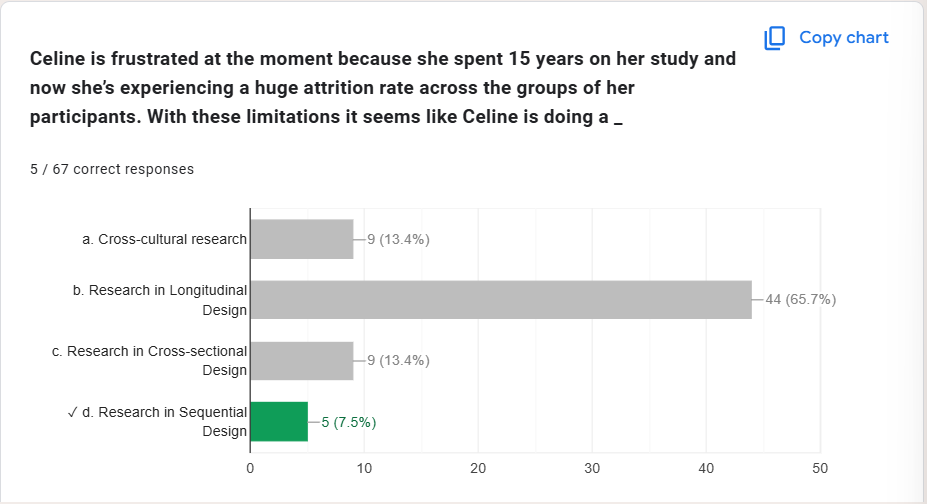 Copy chart
Celine is frustrated at the moment because she spent 15 years on her study and
now she’s experiencing a huge attrition rate across the groups of her
participants. With these limitations it seems like Celine is doing a _
5 / 67 correct responses
a. Cross-cultural research
9 (13.4%)
b. Research in Longitudinal
Design
44 (65.7%)
c. Research in Cross-sectional
Design
9 (13.4%)
✓ d. Research in Sequential
Design
5 (7.5%)
0 10 20 30 40 50